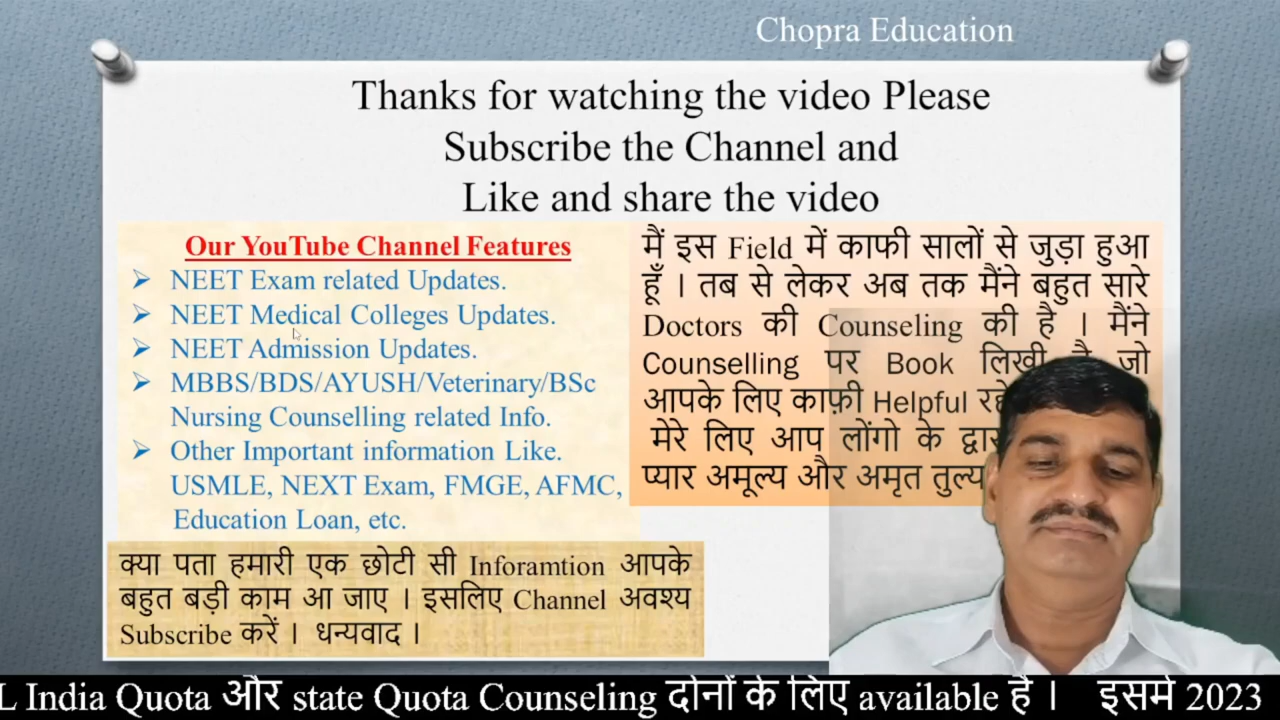 Chopra Education
Thanks for watching the video Please
Subscribe the Channel and
Like and share the video
Our YouTube Channel Features
➢ NEET Exam related Updates.
➢ NEET Medical Colleges Updates.
➢ NEET Admission Updates.
➢ MBBS/BDS/AYUSH/Veterinary/BSc
Nursing Counselling related Info.
➢ Other Important information Like.
USMLE, NEXT Exam, FMGE, AFMC,
Education Loan, etc.
मैं इस Field में काफी सालों से जुड़ा हुआ
हूँ । तब से लेकर अब तक मैंने बहुत सारे
Doctors की Counseling की है । मैंने
Counselling पर Book लिखी है जो
आपके लिए काफ़ी Helpful
मेरे लिए आप लोंगो के
प्यार अमूल्य और अमृत तुल्य
क्या पता हमारी एक छोटी सी Inforamtion आपके
बहुत बड़ी काम आ जाए । इसलिए Channel अवश्य
Subscribe करें । धन्यवाद ।
L India Quota और state Quota Counseling दोनों के लिए available है । इसमें 2023